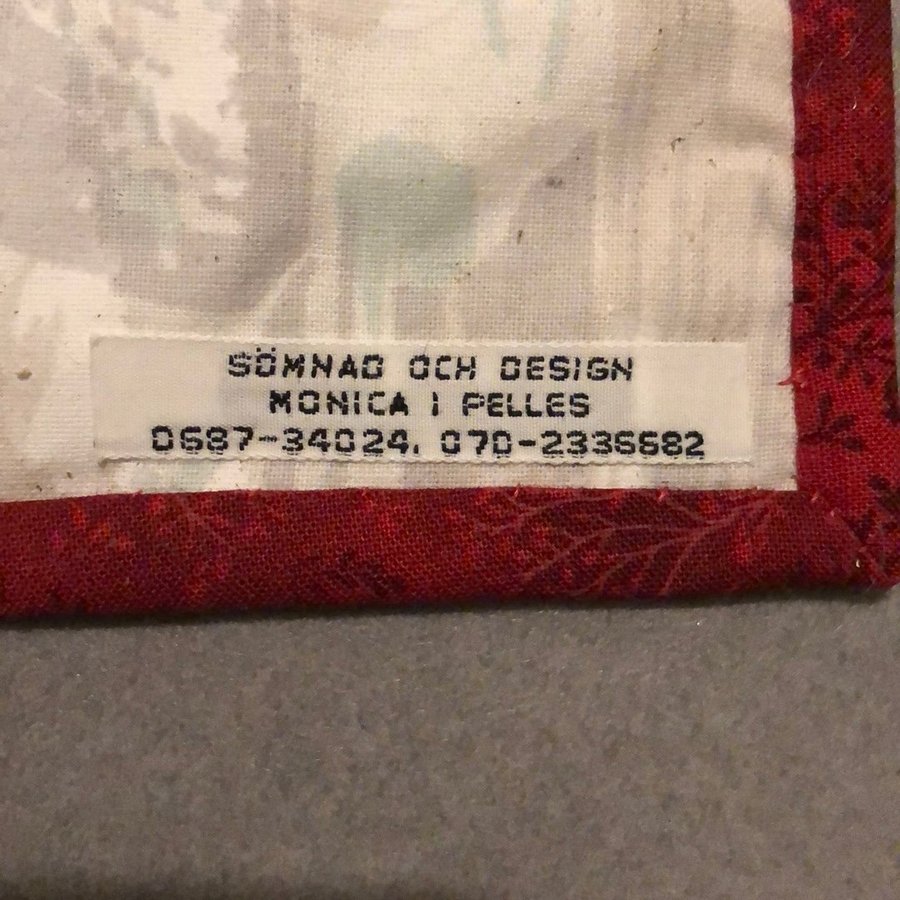 SÖMNAD OCH DESIGN
MONICA I PELLES
0687-34024. 070-2336682